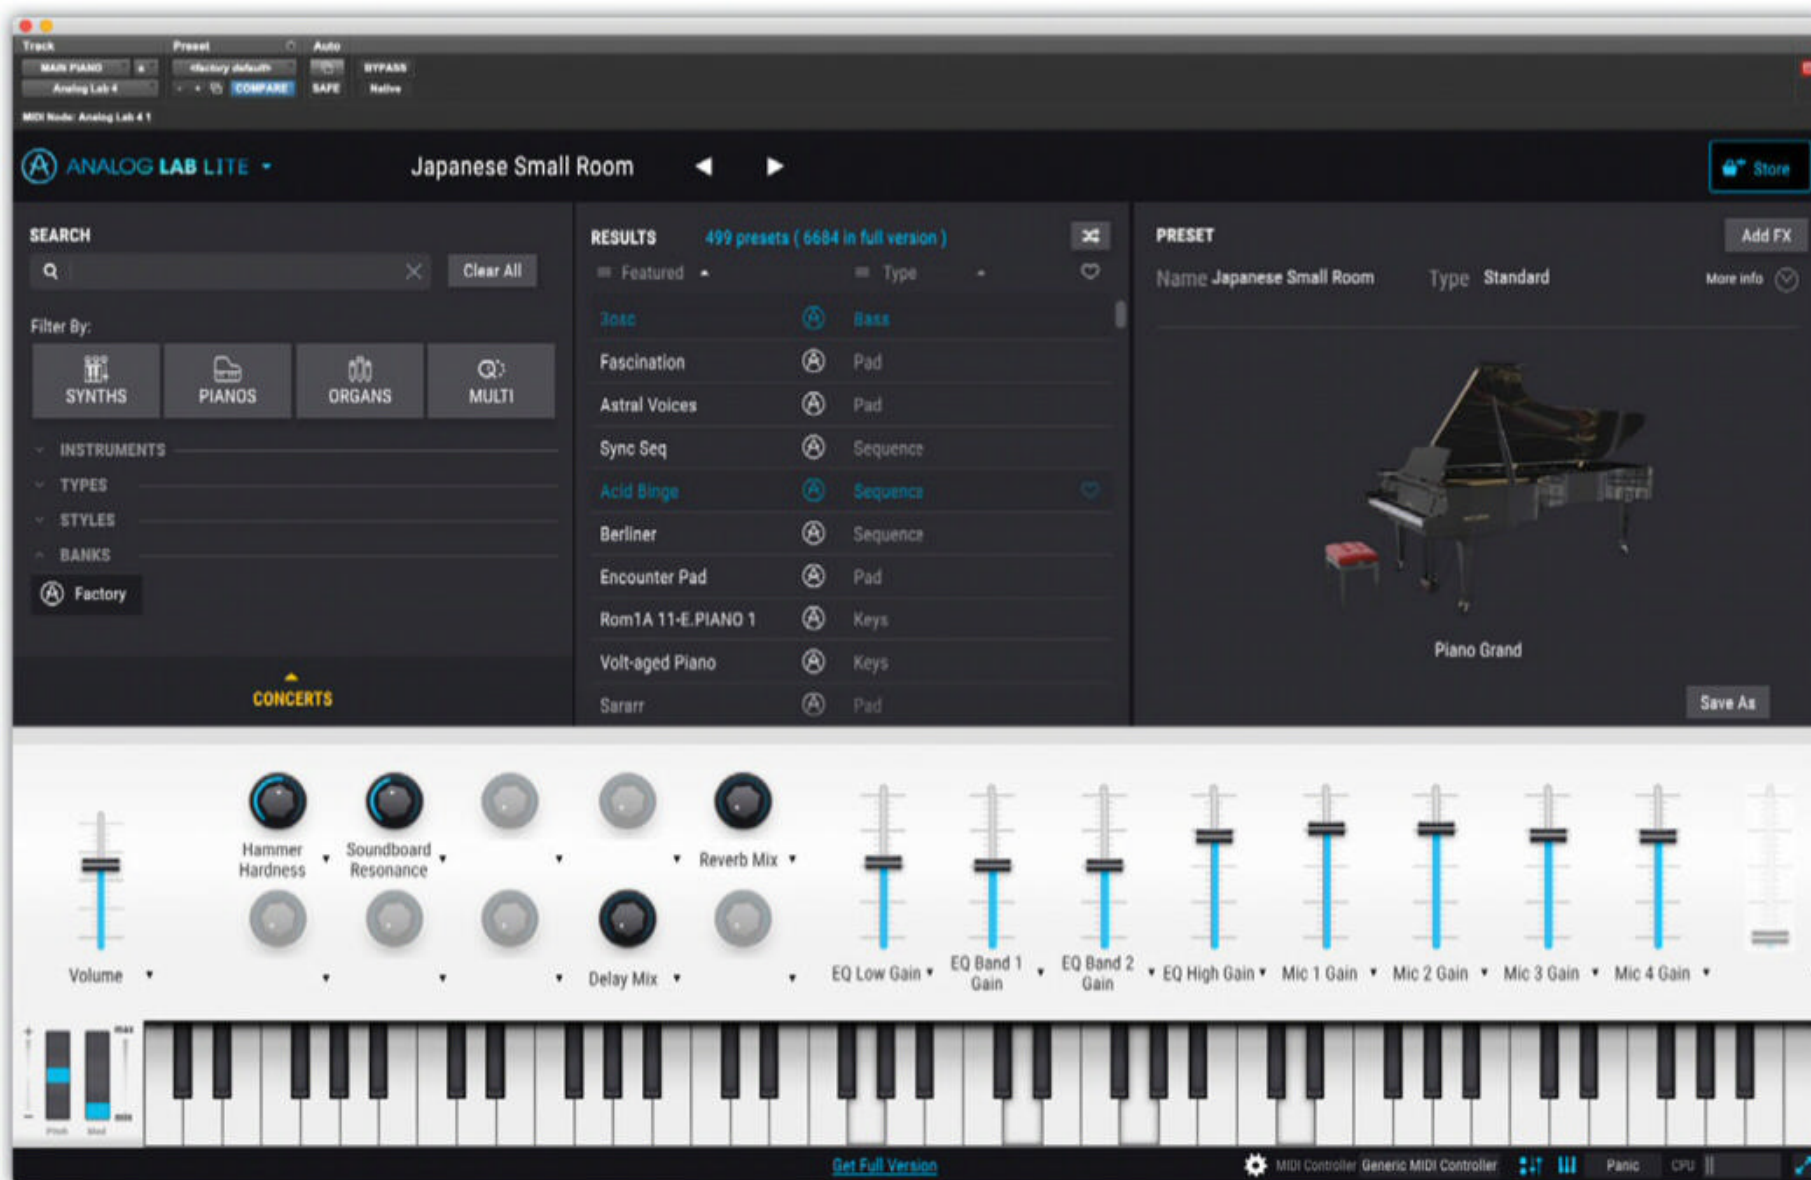 Track
Preset
Auto
MAIN PIANO
a
<factory default>
BYPASS
Analog Lab 4
COMPARE
SAFE
Native
MIDI Node: Analog Lab 4 1
ANALOG LAB LITE
Japanese Small Room
Store
SEARCH
Clear All
Filter By:
SYNTHS
PIANOS
ORGANS
MULTI
INSTRUMENTS
TYPES
STYLES
BANKS
Factory
CONCERTS
RESULTS 499 presets ( 6684 in full version )
Featured Type
3osc Bass
Fascination Pad
Astral Voices Pad
Sync Seq Sequence
Acid Binge Sequence
Berliner Sequence
Encounter Pad Pad
Rom1A 11-E.PIANO 1 Keys
Volt-aged Piano Keys
Sararr Pad
PRESET
Add FX
Name Japanese Small Room
Type Standard
More info
Piano Grand
Save As
Volume
Hammer
Hardness
Soundboard
Resonance
Reverb Mix
Delay Mix
EQ Low Gain
EQ Band 1
Gain
EQ Band 2
Gain
EQ High Gain
Mic 1 Gain
Mic 2 Gain
Mic 3 Gain
Mic 4 Gain
+
-
max
min
Pitch
Mod
Get Full Version
MIDI Controller Generic MIDI Controller
Panic
CPU